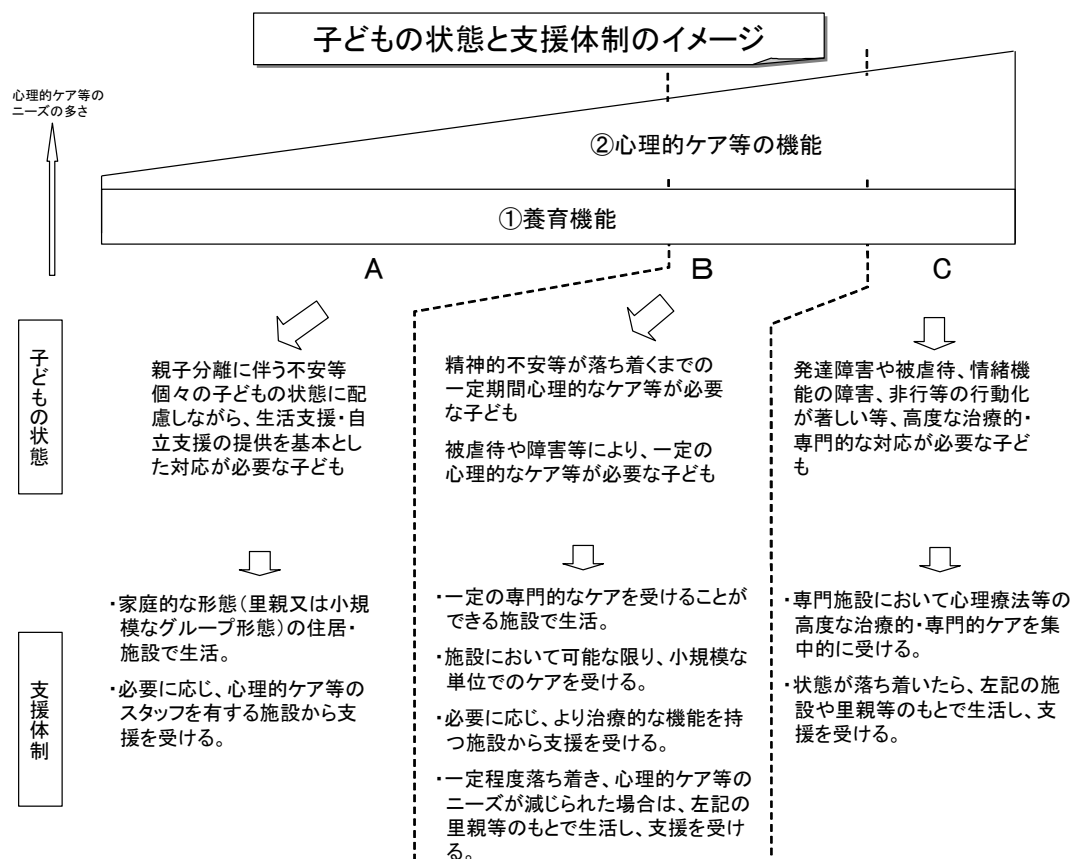 子どもの状態と支援体制のイメージ
心理的ケア等の
ニーズの多さ
②心理的ケア等の機能
①養育機能
A
B
C
子どもの状態
親子分離に伴う不安等
個々の子どもの状態に配
慮しながら、生活支援・自
立支援の提供を基本とし
た対応が必要な子ども
精神的不安等が落ち着くまでの
一定期間心理的なケア等が必要
な子ども
被虐待や障害等により、一定の
心理的なケア等が必要な子ども
発達障害や被虐待、情緒機
能の障害、非行等の行動化
が著しい等、高度な治療的・
専門的な対応が必要な子ど
も
支援体制
・家庭的な形態（里親又は小規
模なグループ形態）の住居・
施設で生活。
・必要に応じ、心理的ケア等の
スタッフを有する施設から支
援を受ける。
・一定の専門的なケアを受けることが
できる施設で生活。
・施設において可能な限り、小規模な
単位でのケアを受ける。
・必要に応じ、より治療的な機能を持
つ施設から支援を受ける。
・一定程度落ち着き、心理的ケア等の
ニーズが減じられた場合は、左記の
里親等のもとで生活し、支援を受け
る。
・専門施設において心理療法等の
高度な治療的・専門的ケアを集
中的に受ける。
・状態が落ち着いたら、左記の施
設や里親等のもとで生活し、支
援を受ける。